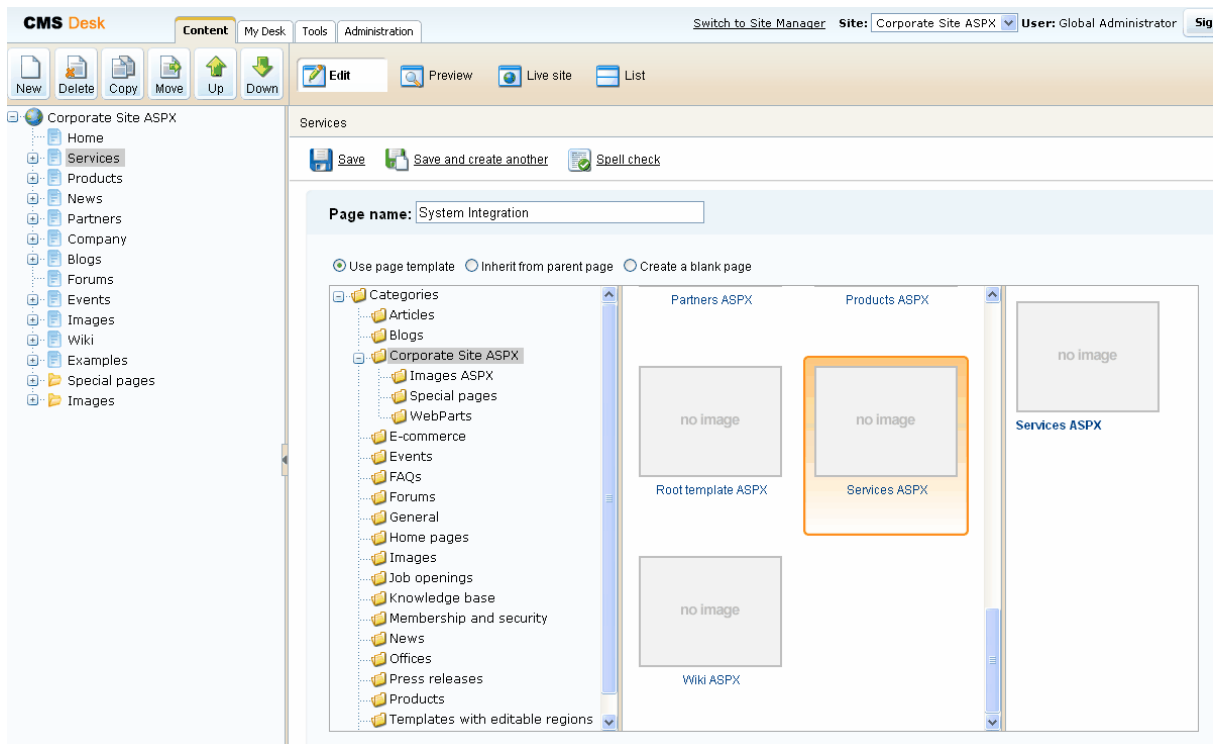 CMS Desk
Content My Desk Tools Administration
Switch to Site Manager Site: Corporate Site ASPX User: Global Administrator
New Delete Copy Move Up Down
Edit Preview Live site List
Corporate Site ASPX
Home
Services
Products
News
Partners
Company
Blogs
Forums
Events
Images
Wiki
Examples
Special pages
Images
Services
Save Save and create another Spell check
Page name: System Integration
Use page template Inherit from parent page Create a blank page
Categories
Articles
Blogs
Corporate Site ASPX
Images ASPX
Special pages
WebParts
E-commerce
Events
FAQs
Forums
General
Home pages
Images
Job openings
Knowledge base
Membership and security
News
Offices
Press releases
Products
Templates with editable regions
Partners ASPX Products ASPX
no image no image
Root template ASPX Services ASPX
no image
Wiki ASPX
no image
Services ASPX